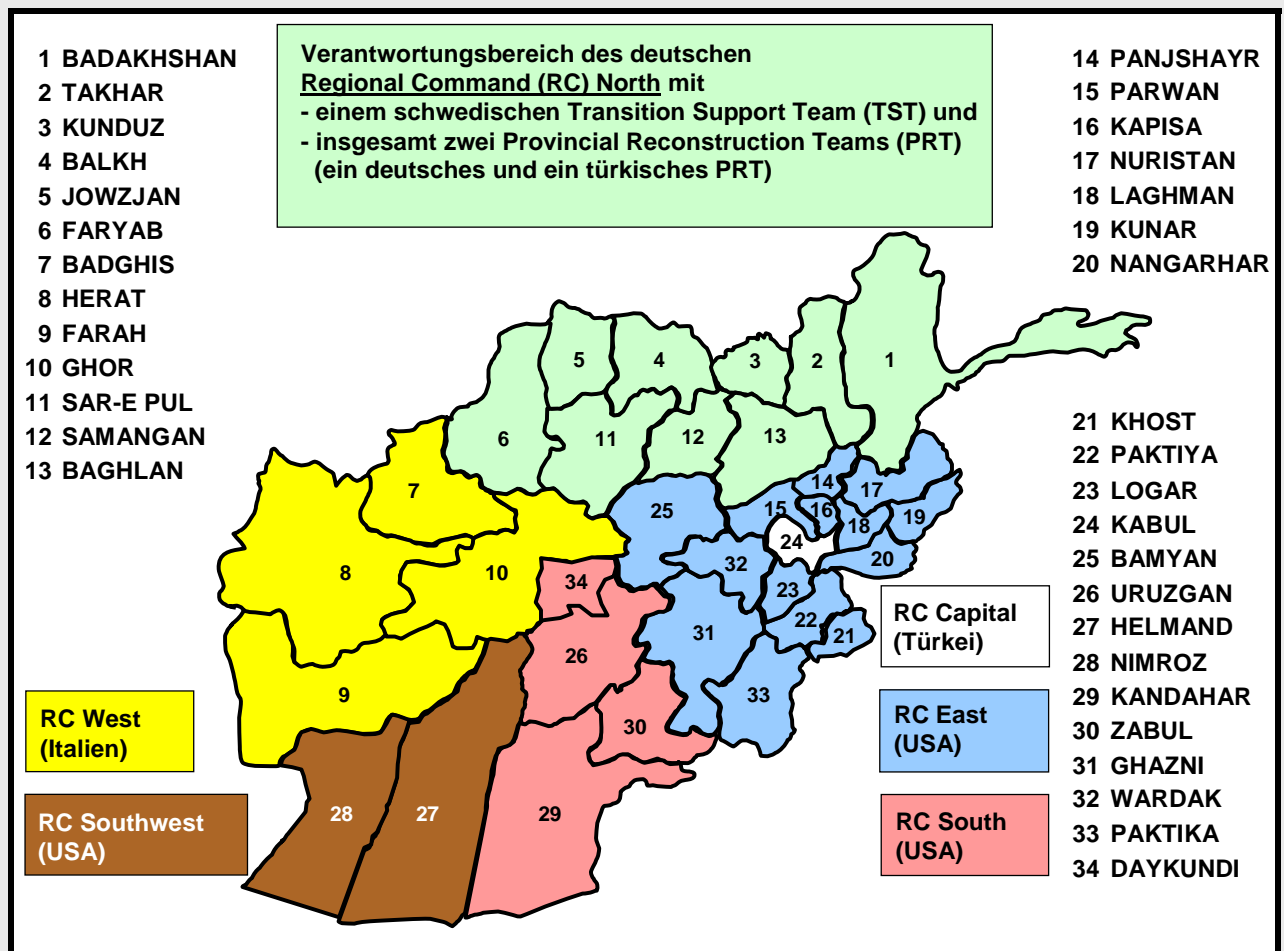 1 BADAKHSHAN
2 TAKHAR
3 KUNDUZ
4 BALKH
5 JOWZJAN
6 FARYAB
7 BADGHIS
8 HERAT
9 FARAH
10 GHOR
11 SAR-E PUL
12 SAMANGAN
13 BAGHLAN
Verantwortungsbereich des deutschen
Regional Command (RC) North mit
- einem schwedischen Transition Support Team (TST) und
- insgesamt zwei Provincial Reconstruction Teams (PRT)
(ein deutsches und ein türkisches PRT)
14 PANJSHAYR
15 PARWAN
16 KAPISA
17 NURISTAN
18 LAGHMAN
19 KUNAR
20 NANGARHAR
21 KHOST
22 PAKTIYA
23 LOGAR
24 KABUL
25 BAMYAN
26 URUZGAN
27 HELMAND
28 NIMROZ
29 KANDAHAR
30 ZABUL
31 GHAZNI
32 WARDAK
33 PAKTIKA
34 DAYKUNDI
5
4
3
2
1
6
11
12
13
7
14
17
25
15
16
18
19
24
20
8
10
34
32
23
22
21
31
26
33
9
30
28
27
29
RC West
(Italien)
RC Southwest
(USA)
RC Capital
(Türkei)
RC East
(USA)
RC South
(USA)